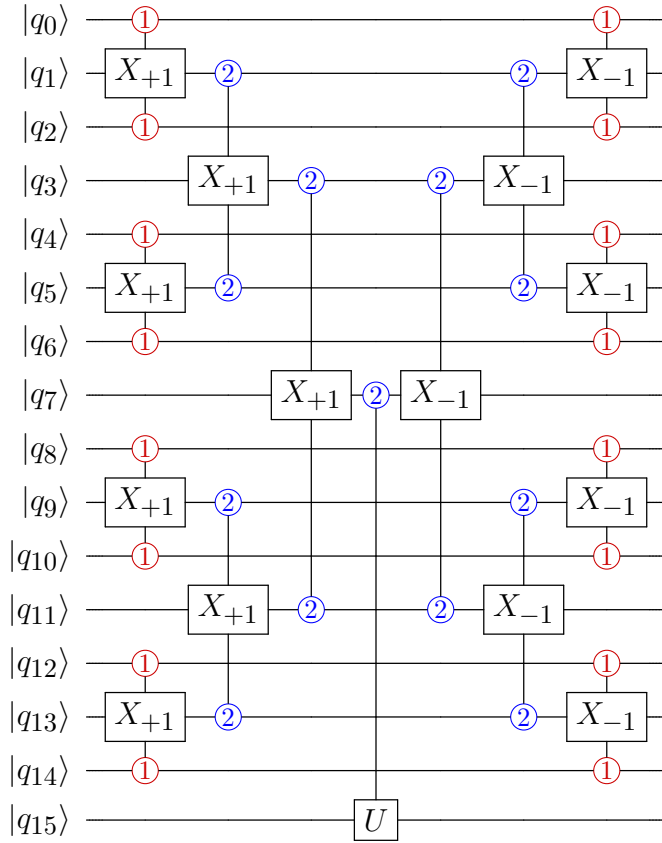 |q₀⟩ 1 1
|q₁⟩ X₊₁ 2 2 X₋₁
|q₂⟩ 1 1
|q₃⟩ X₊₁ 2 2 X₋₁
|q₄⟩ 1 1
|q₅⟩ X₊₁ 2 2 X₋₁
|q₆⟩ 1 1
|q₇⟩ X₊₁ 2 X₋₁
|q₈⟩ 1 1
|q₉⟩ X₊₁ 2 2 X₋₁
|q₁₀⟩ 1 1
|q₁₁⟩ X₊₁ 2 2 X₋₁
|q₁₂⟩ 1 1
|q₁₃⟩ X₊₁ 2 2 X₋₁
|q₁₄⟩ 1 1
|q₁₅⟩ U